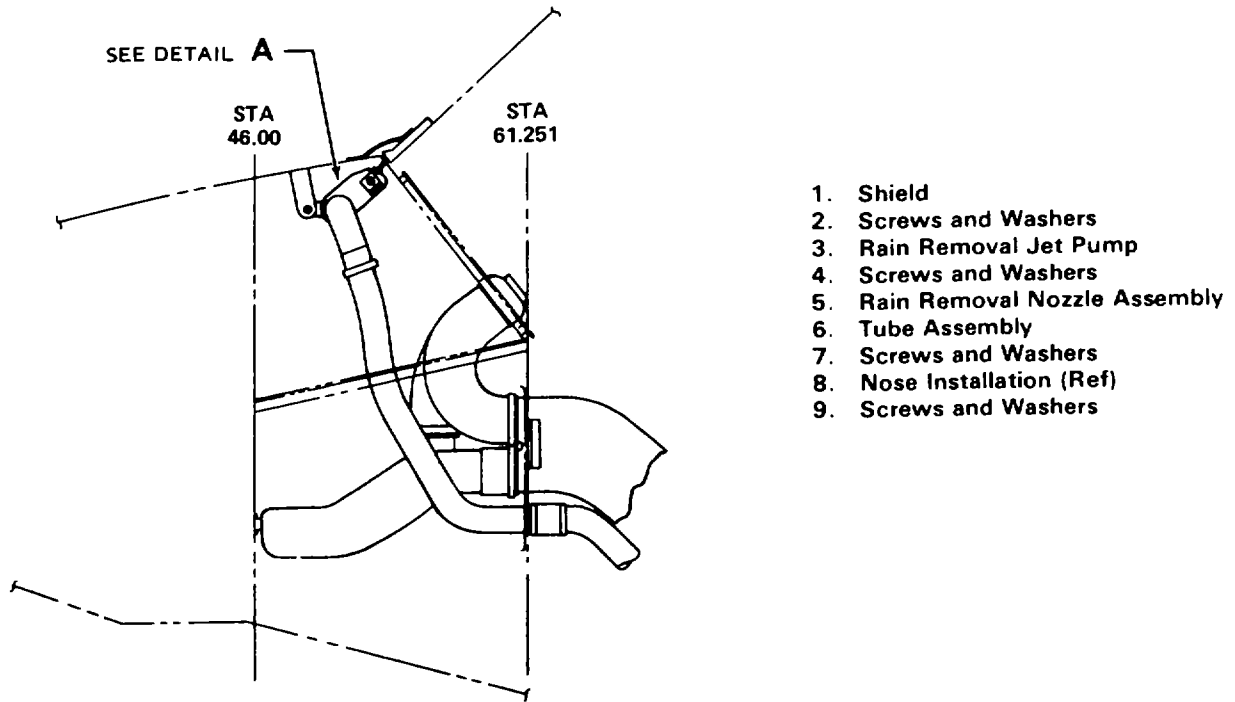 SEE DETAIL A
STA
46.00
STA
61.251
1. Shield
2. Screws and Washers
3. Rain Removal Jet Pump
4. Screws and Washers
5. Rain Removal Nozzle Assembly
6. Tube Assembly
7. Screws and Washers
8. Nose Installation (Ref)
9. Screws and Washers